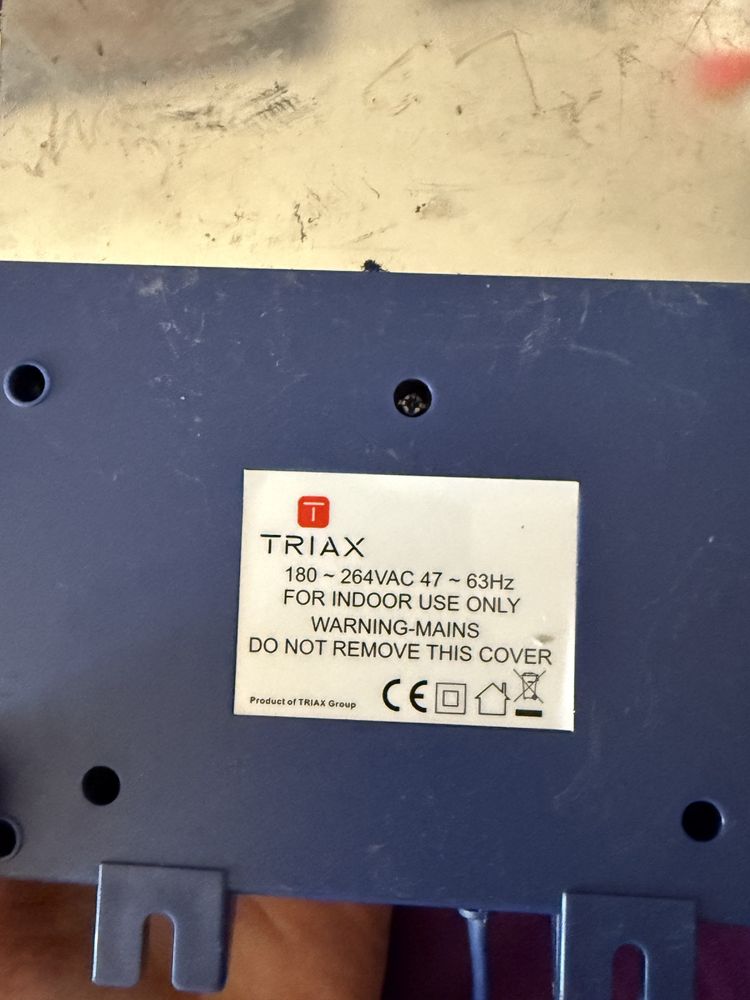 T
TRIAX
180 ~ 264VAC 47 ~ 63Hz
FOR INDOOR USE ONLY
WARNING-MAINS
DO NOT REMOVE THIS COVER
Product of TRIAX Group CE